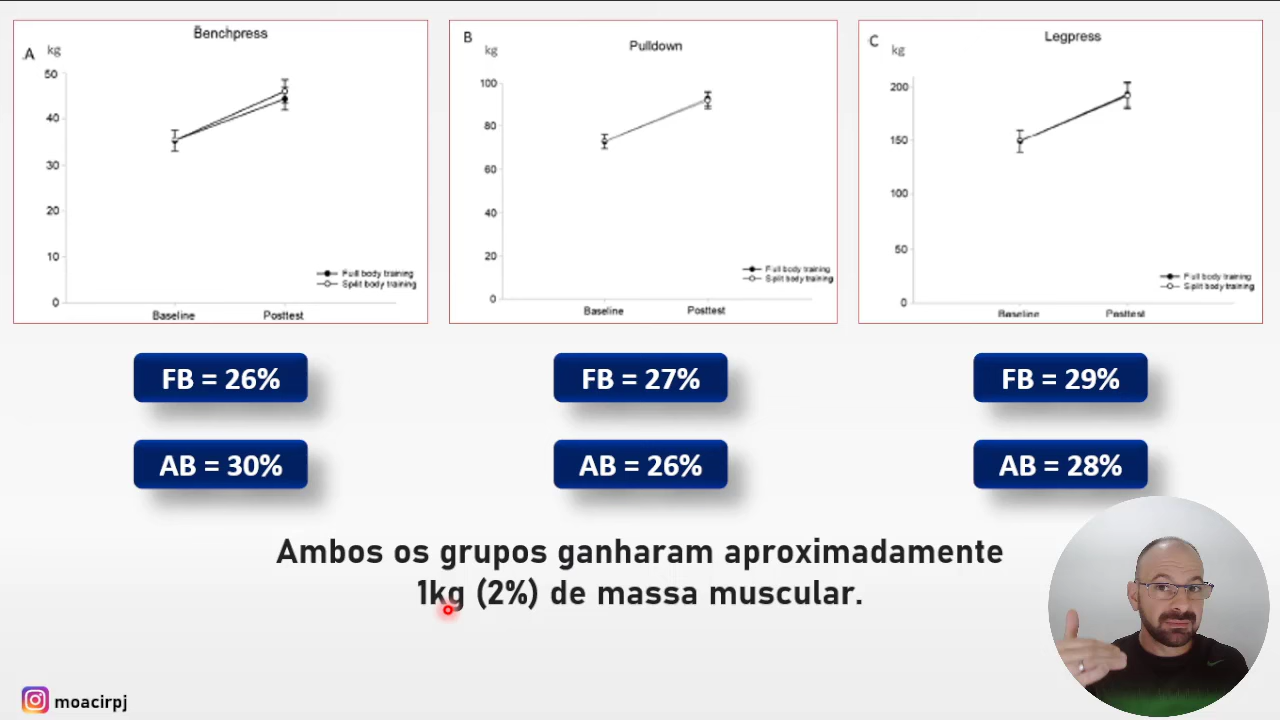 Benchpress
A
kg
50
40
30
20
10
0
Full body training
Split body training
Baseline
Posttest
B
kg
Pulldown
100
80
60
40
20
0
Full body training
Split body training
Baseline
Posttest
C
kg
Legpress
200
150
100
50
0
Full body training
Split body training
Baseline
Posttest
FB = 26%
FB = 27%
FB = 29%
AB = 30%
AB = 26%
AB = 28%
Ambos os grupos ganharam aproximadamente
1kg (2%) de massa muscular.
moacirpj